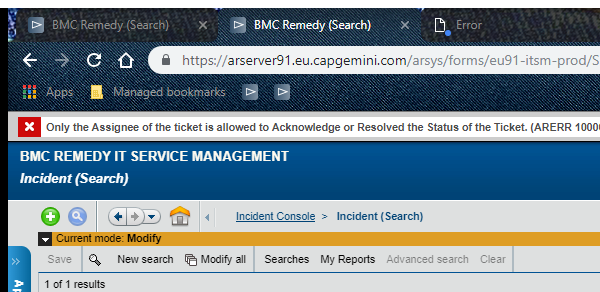 BMC Remedy (Search)
BMC Remedy (Search)
Error
https://arserver91.eu.capgemini.com/arsys/forms/eu91-itsm-prod/S
Apps
Managed bookmarks
Only the Assignee of the ticket is allowed to Acknowledge or Resolved the Status of the Ticket. (ARERR 1000
BMC REMEDY IT SERVICE MANAGEMENT
Incident (Search)
Incident Console > Incident (Search)
Current mode: Modify
Save New search Modify all Searches My Reports Advanced search Clear
1 of 1 results